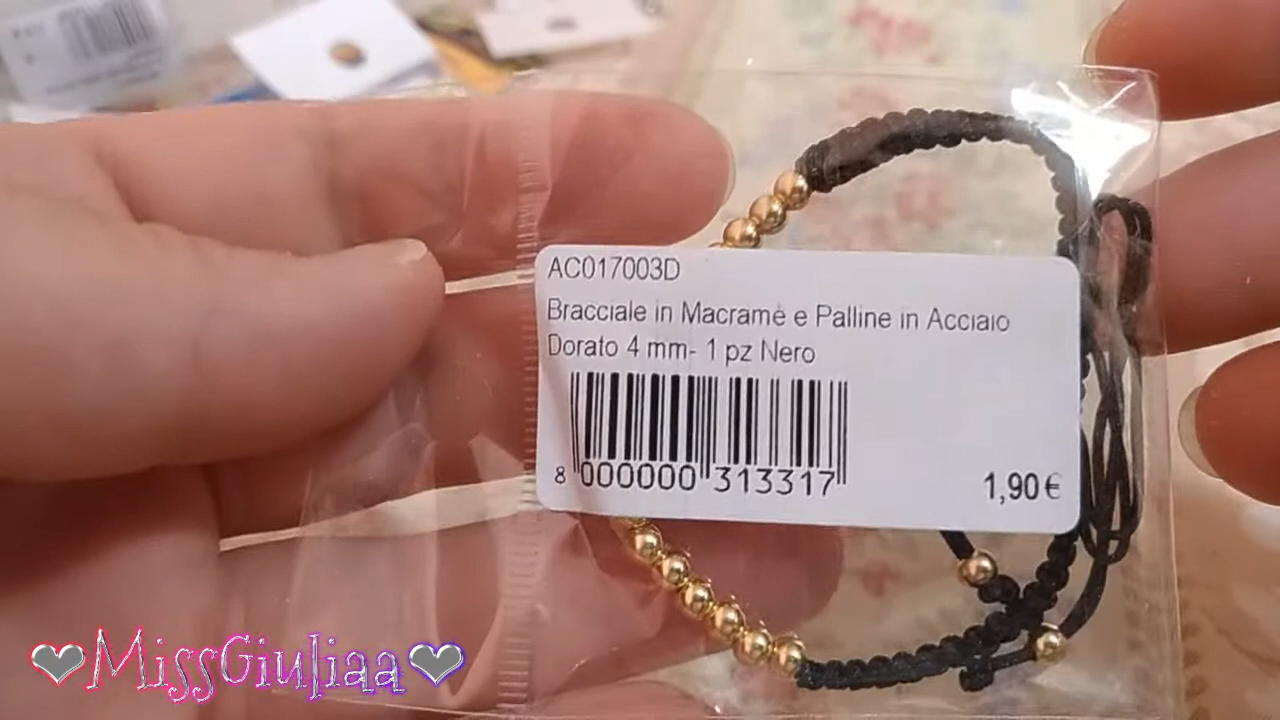 AC017003D
Bracciale in Macramè e Palline in Acciaio
Dorato 4 mm- 1 pz Nero
8 000000 313317
1,90 €
❤MissGiuliaa❤